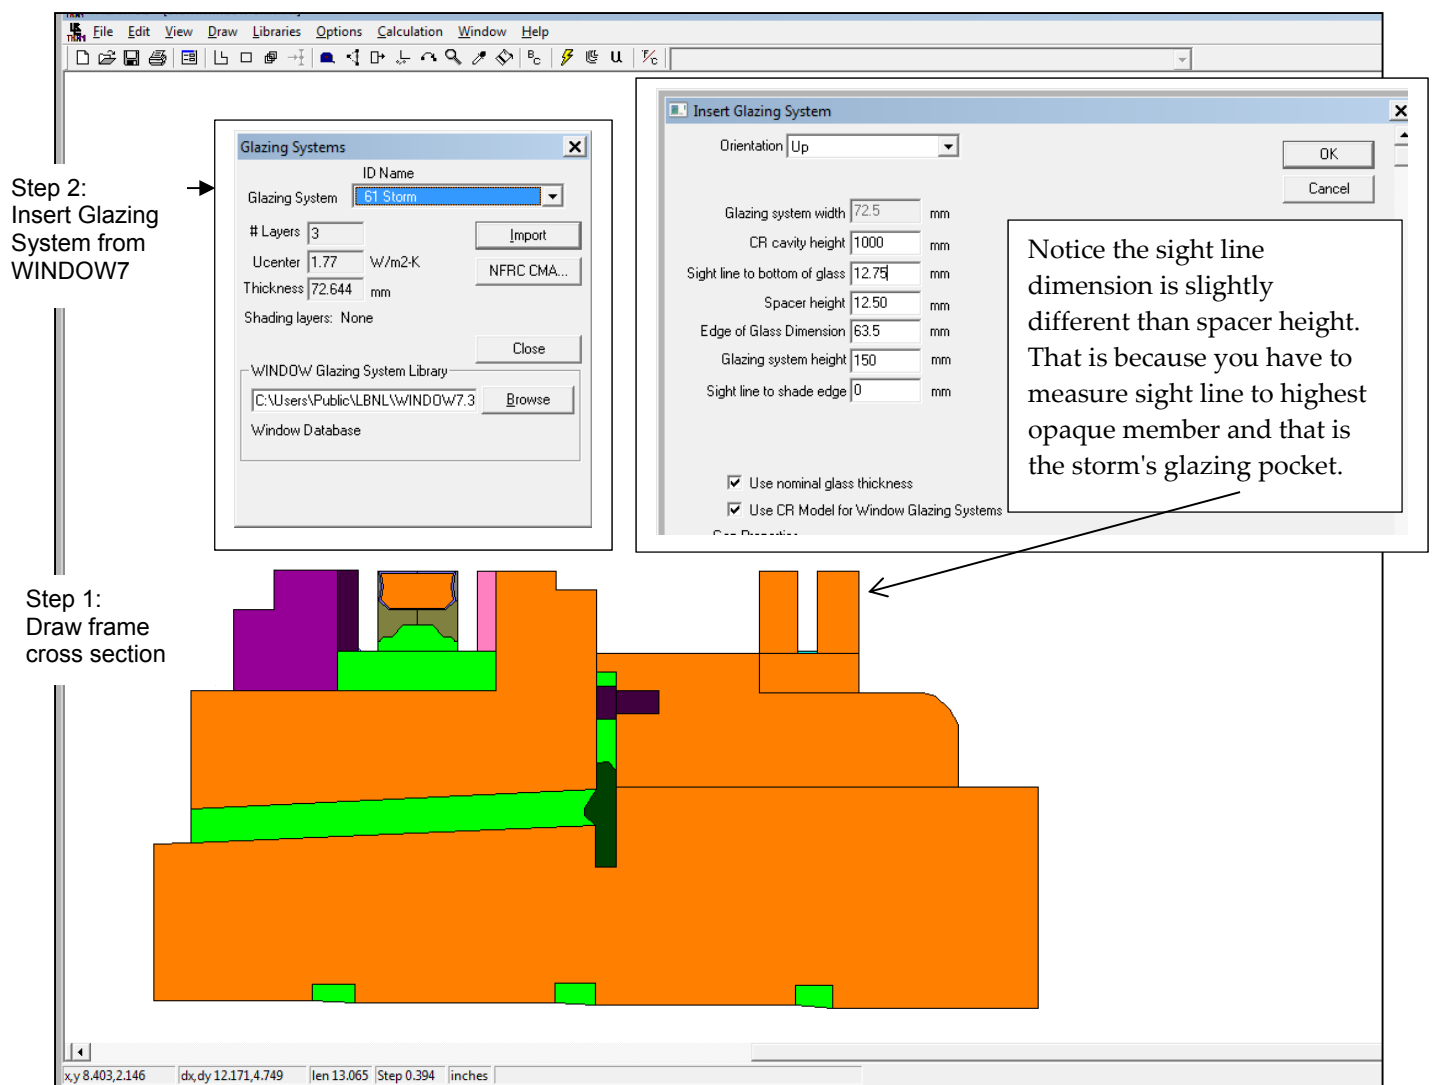 File Edit View Draw Libraries Options Calculation Window Help
Step 2:
Insert Glazing
System from
WINDOW7
Glazing Systems
ID Name
Glazing System 61 Storm
# Layers 3
Import
Ucenter 1.77 W/m2-K
NFRC CMA...
Thickness 72.644 mm
Shading layers: None
Close
WINDOW Glazing System Library
C:\Users\Public\LBNL\WINDOW7.3
Browse
Window Database
Insert Glazing System
Orientation Up
OK
Cancel
Glazing system width 72.5 mm
CR cavity height 1000 mm
Sight line to bottom of glass 12.75 mm
Spacer height 12.50 mm
Edge of Glass Dimension 63.5 mm
Glazing system height 150 mm
Sight line to shade edge 0 mm
Use nominal glass thickness
Use CR Model for Window Glazing Systems
Notice the sight line
dimension is slightly
different than spacer height.
That is because you have to
measure sight line to highest
opaque member and that is
the storm's glazing pocket.
Step 1:
Draw frame
cross section
x,y 8.403,2.146 dx,dy 12.171,4.749 len 13.065 Step 0.394 inches